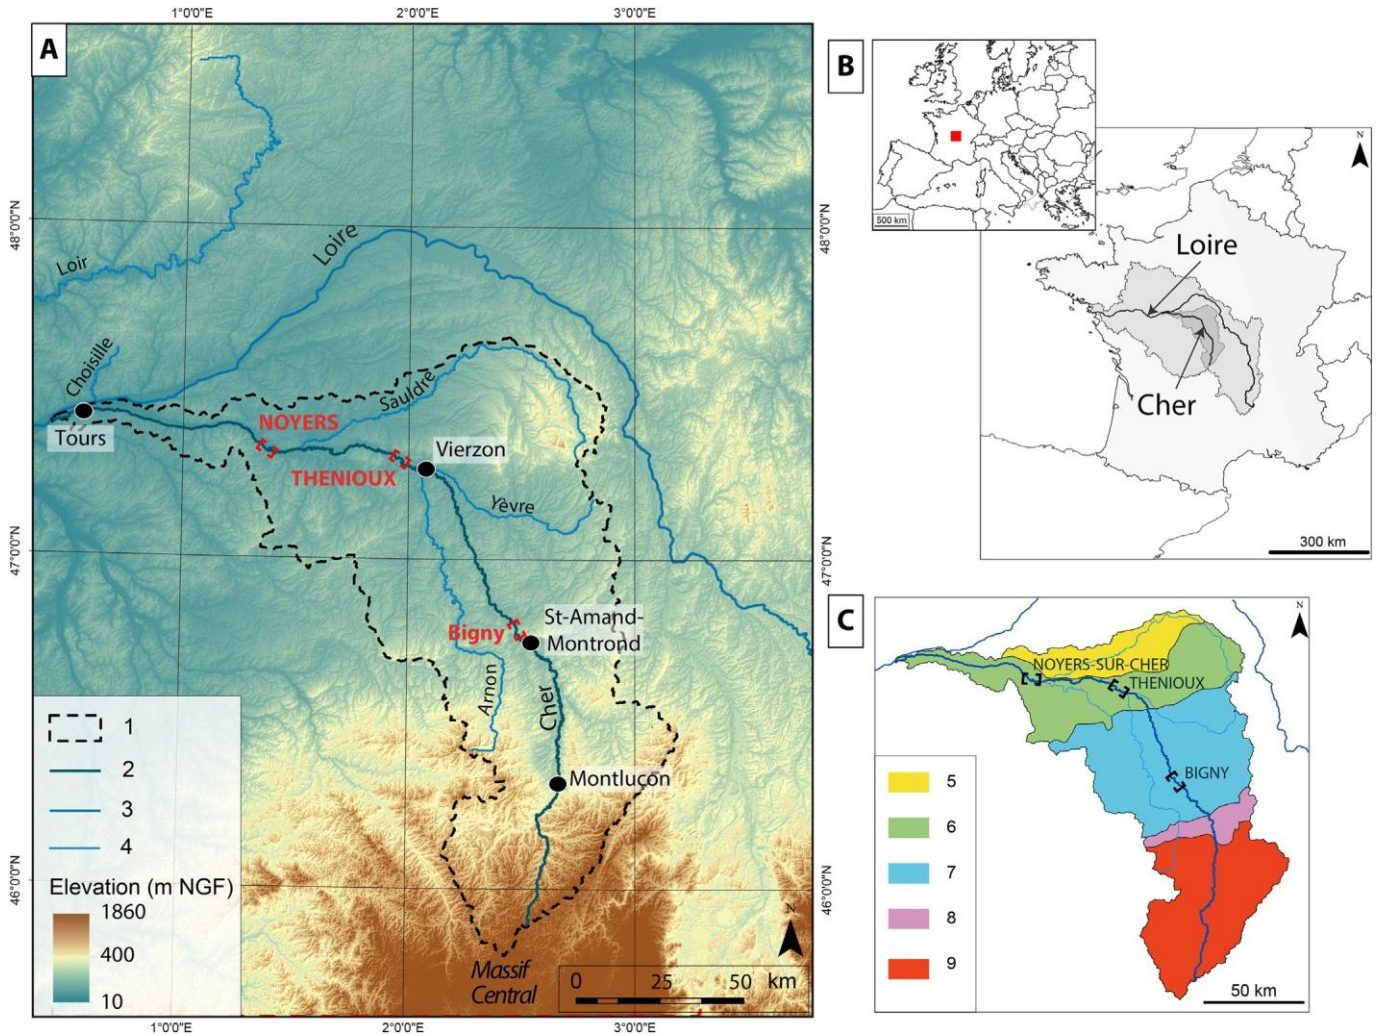 1°0'0"E
2°0'0"E
3°0'0"E
A
48°0'0"N
47°0'0"N
46°0'0"N
48°0'0"N
47°0'0"N
46°0'0"N
Loir
Loire
Choisille
Tours
NOYERS
Sauldre
THENIOUX
Vierzon
Yèvre
Bigny
St-Amand-
Montrond
Arnon
Cher
Montluçon
Massif
Central
1
2
3
4
Elevation (m NGF)
1860
400
10
N
0 25 50 km
1°0'0"E
2°0'0"E
3°0'0"E
B
500 km
N
Loire
Cher
300 km
C
N
NOYERS-SUR-CHER
THENIOUX
BIGNY
5
6
7
8
9
50 km